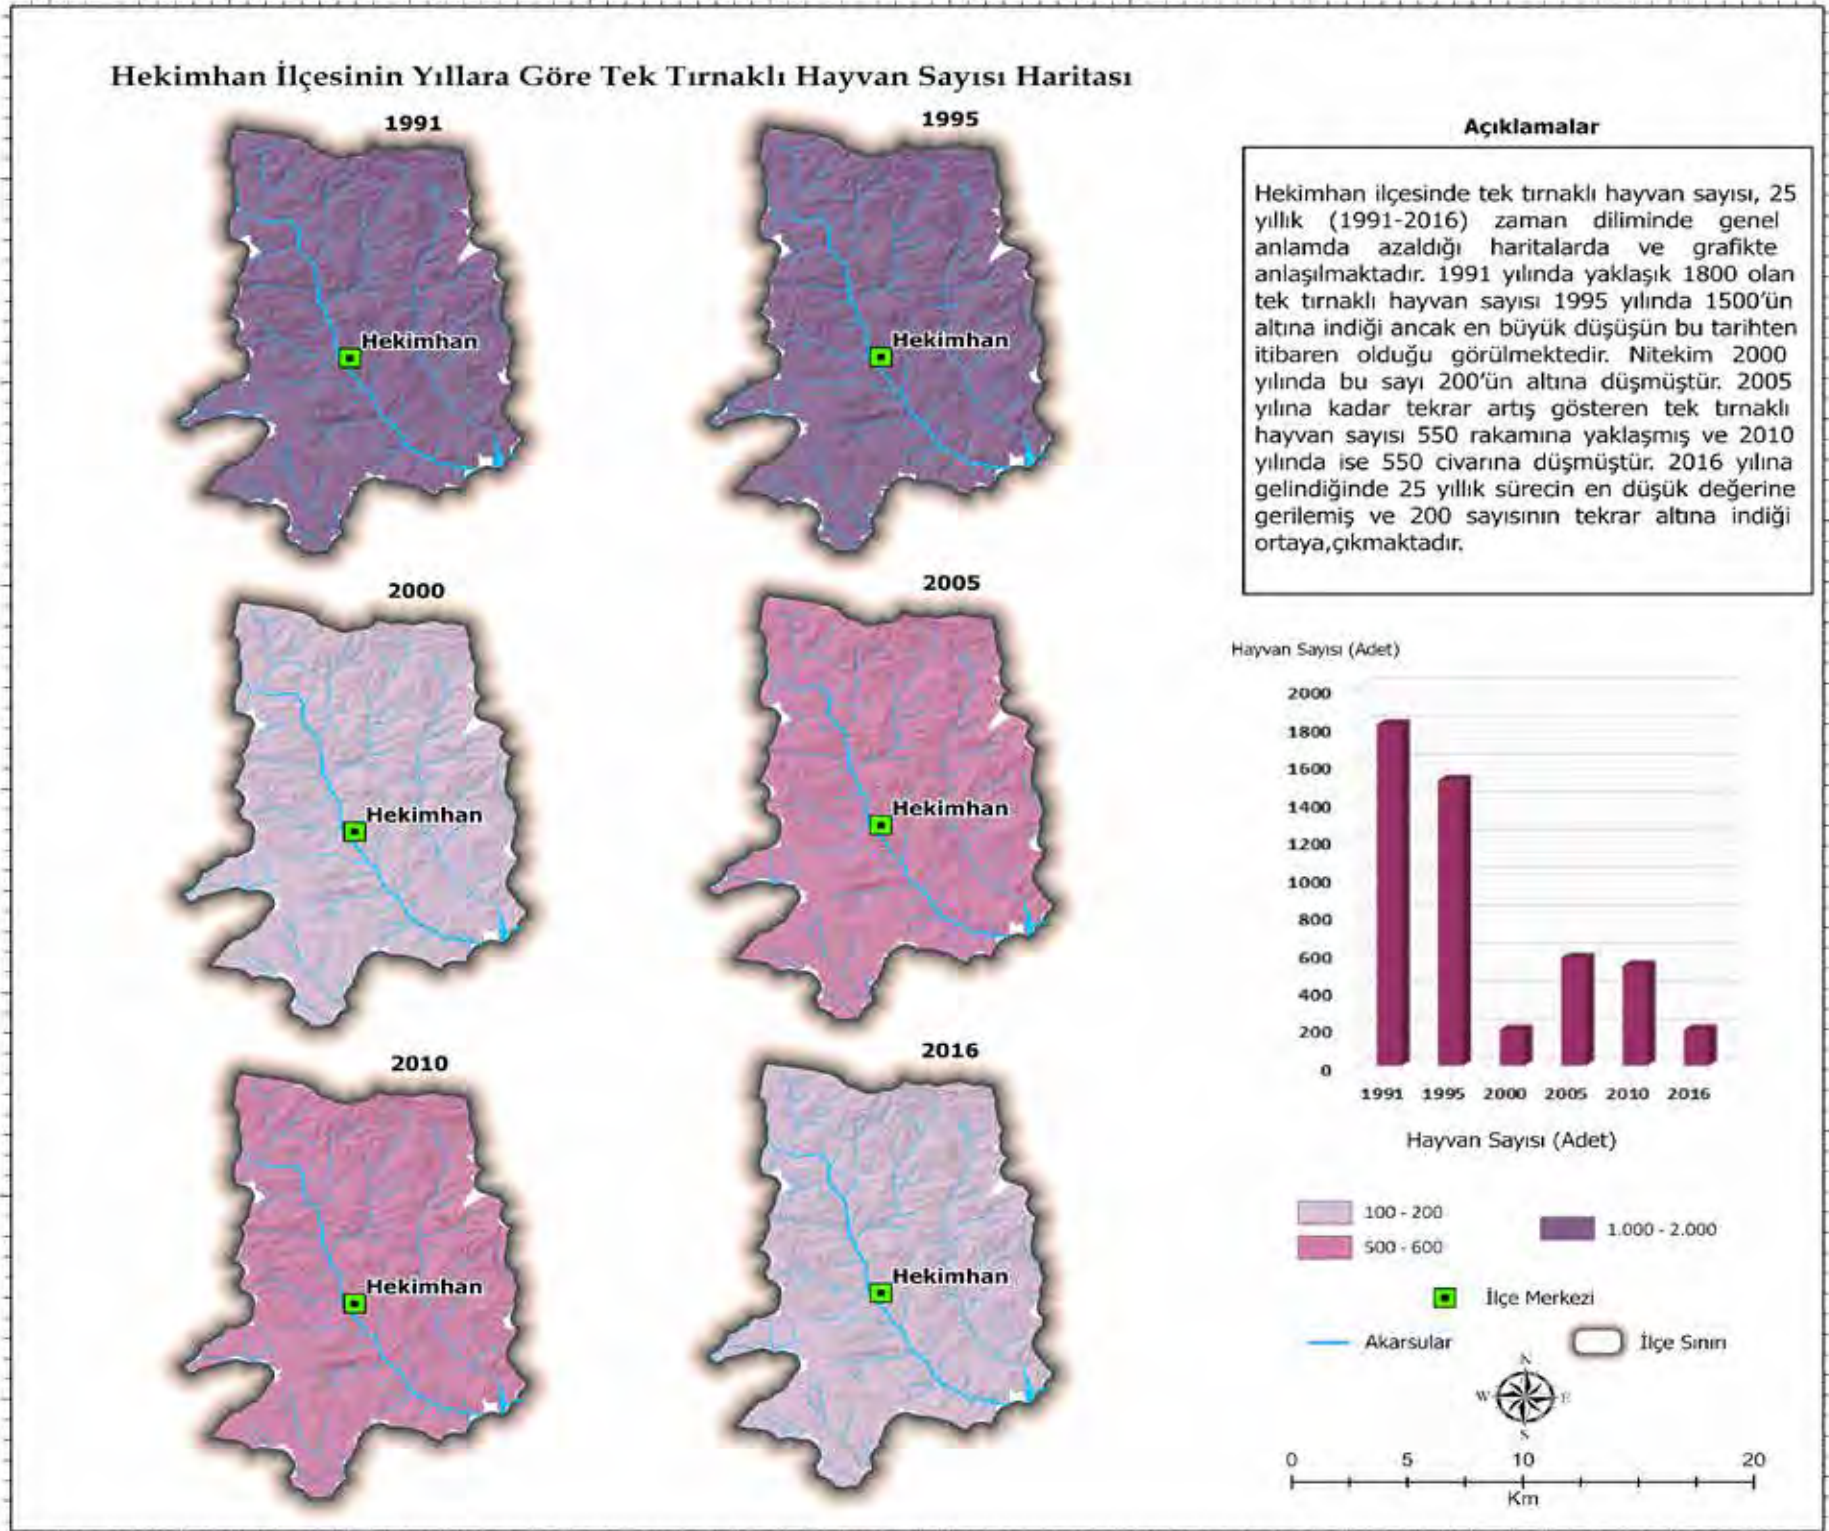 Hekimhan İlçesinin Yıllara Göre Tek Tırnaklı Hayvan Sayısı Haritası
1991
Hekimhan
1995
Hekimhan
2000
Hekimhan
2005
Hekimhan
2010
Hekimhan
2016
Hekimhan
Açıklamalar
Hekimhan ilçesinde tek tırnaklı hayvan sayısı, 25
yıllık (1991-2016) zaman diliminde genel
anlamda azaldığı haritalarda ve grafikte
anlaşılmaktadır. 1991 yılında yaklaşık 1800 olan
tek tırnaklı hayvan sayısı 1995 yılında 1500'ün
altına indiği ancak en büyük düşüşün bu tarihten
itibaren olduğu görülmektedir. Nitekim 2000
yılında bu sayı 200'ün altına düşmüştür. 2005
yılına kadar tekrar artış gösteren tek tırnaklı
hayvan sayısı 550 rakamına yaklaşmış ve 2010
yılında ise 550 civarına düşmüştür. 2016 yılına
gelindiğinde 25 yıllık sürecin en düşük değerine
gerilemiş ve 200 sayısının tekrar altına indiği
ortaya,çıkmaktadır.
Hayvan Sayısı (Adet)
2000
1800
1600
1400
1200
1000
800
600
400
200
0
1991 1995 2000 2005 2010 2016
Hayvan Sayısı (Adet)
100 - 200
500 - 600
1.000 - 2.000
İlçe Merkezi
Akarsular
İlçe Sınırı
N
W E
S
0 5 10 20
Km